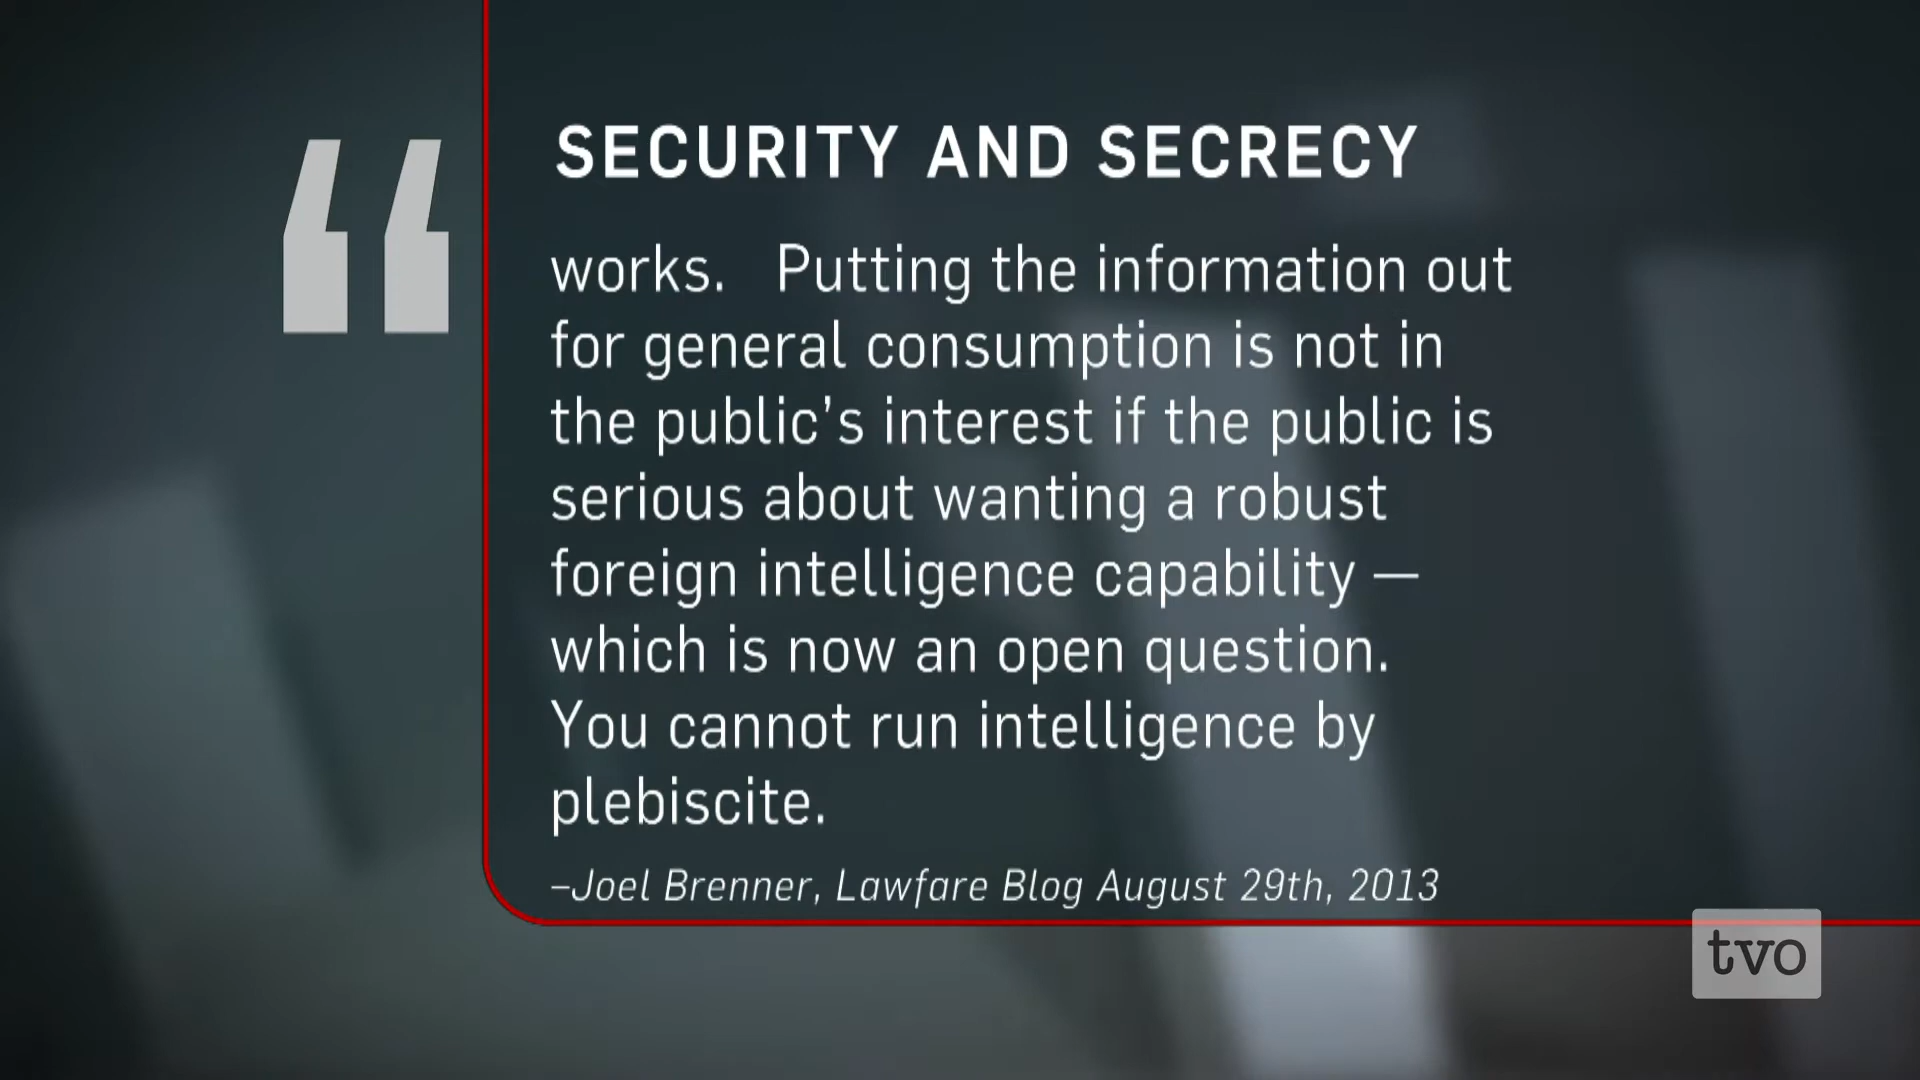 “
SECURITY AND SECRECY
works.   Putting the information out
for general consumption is not in
the public’s interest if the public is
serious about wanting a robust
foreign intelligence capability —
which is now an open question.
You cannot run intelligence by
plebiscite.
–Joel Brenner, Lawfare Blog August 29th, 2013
tvo